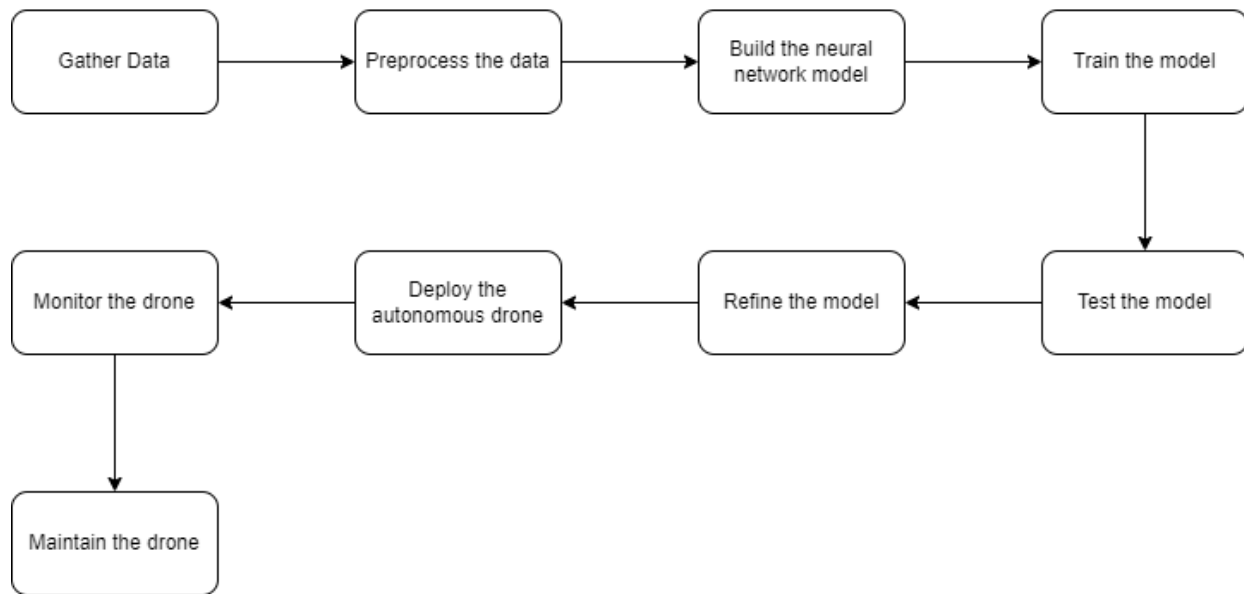 Gather Data
Preprocess the data
Build the neural
network model
Train the model
Test the model
Refine the model
Deploy the
autonomous drone
Monitor the drone
Maintain the drone